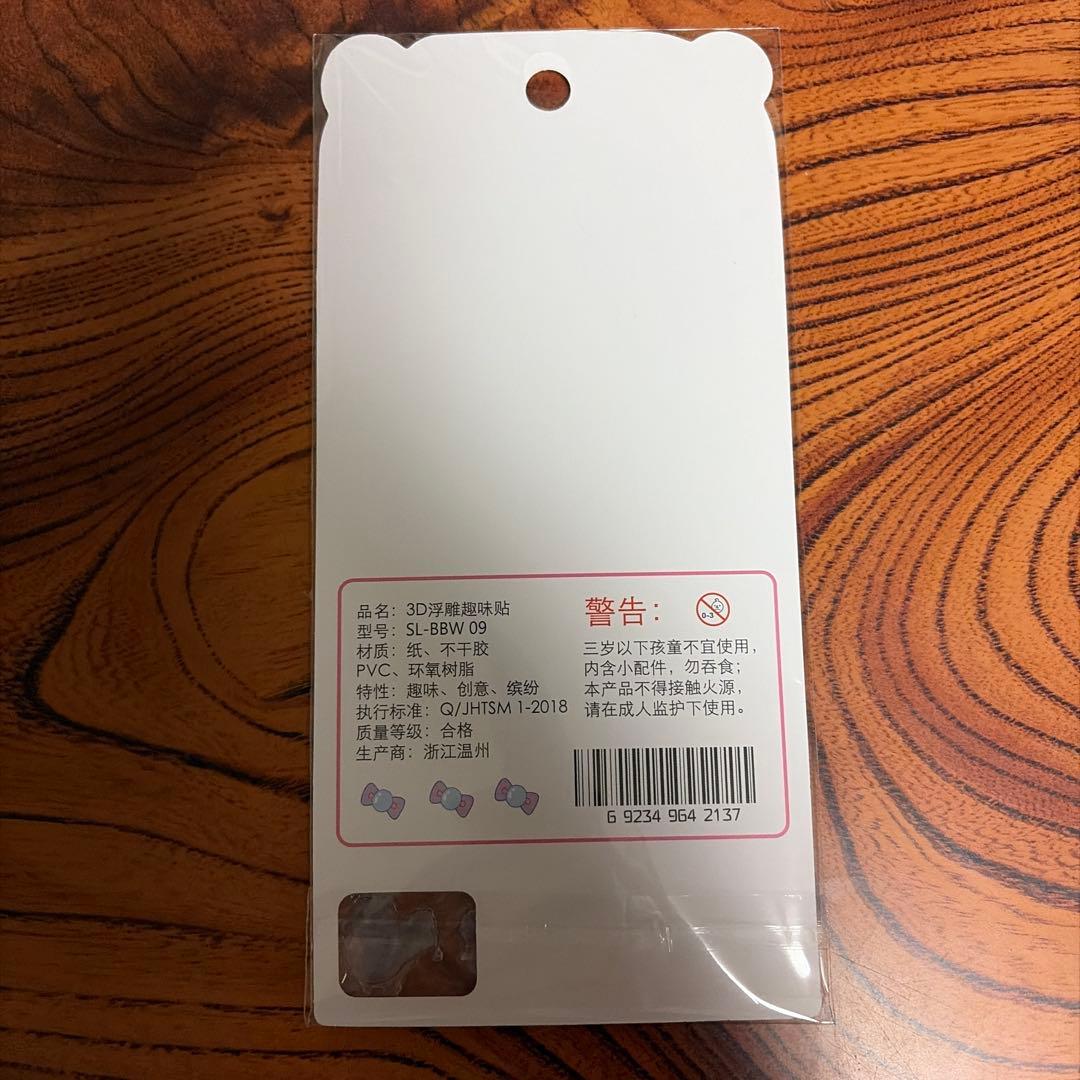 品名：3D浮雕趣味贴
型号：SL-BBW 09
材质：纸、不干胶
PVC、环氧树脂
特性：趣味、创意、缤纷
执行标准：Q/JHTSM 1-2018
质量等级：合格
生产商：浙江温州
警告：
0-3
三岁以下孩童不宜使用，
内含小配件，勿吞食；
本产品不得接触火源，
请在成人监护下使用。
6 9234 964 2137